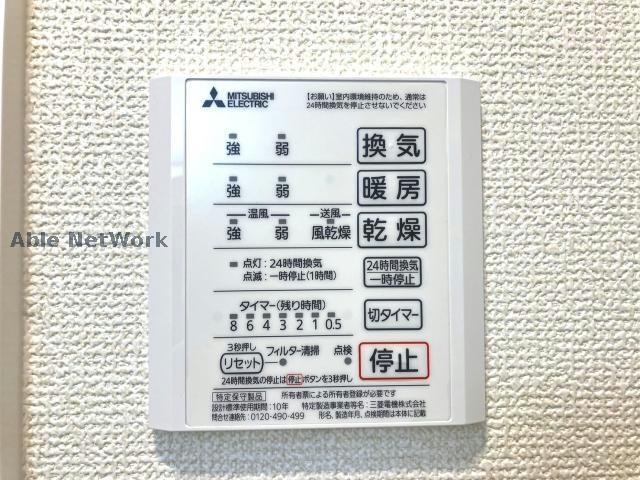 MITSUBISHI
ELECTRIC
【お願い】室内環境維持のため、通常は
24時間換気を停止させないでください
強 弱 換気
強 弱 暖房
温風 送風
強 弱 風乾燥 乾燥
点灯:24時間換気
点滅:一時停止(1時間)
24時間換気
一時停止
タイマー(残り時間)
8 6 4 3 2 1 0.5
切タイマー
3秒押し
リセット フィルター清掃 点検
停止
24時間換気の停止は停止ボタンを3秒押し
特定保守製品 所有者票による所有者登録が必要です
設計標準使用期間:10年 特定製造事業者等名:三菱電機株式会社
問合せ連絡先:0120-490-499 形名、製造年月、点検期間は本体に記載
Able NetWork